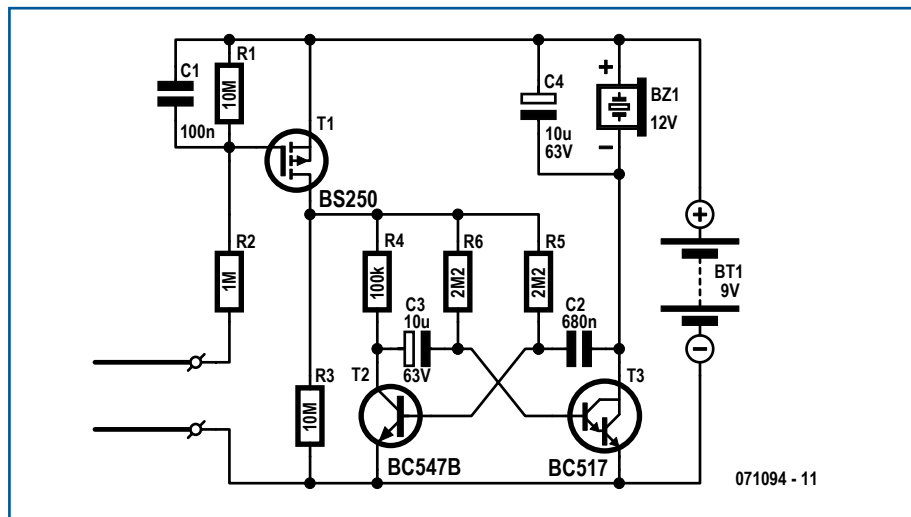 C1
100n
R1
10M
T1
BS250
R2
1M
R3
10M
R4
100k
C3
10u
63V
R6
2M2
R5
2M2
C2
680n
T2
BC547B
T3
BC517
C4
10u
63V
+
BZ1
12V
–
+
BT1
9V
–
071094 - 11